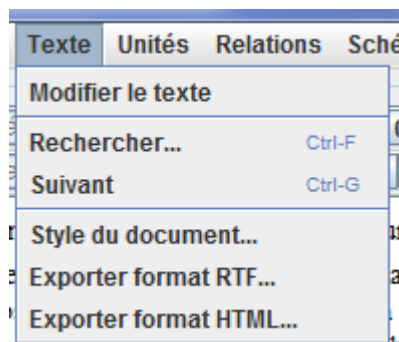 Texte Unités Relations Sché
Modifier le texte
Rechercher... Ctrl-F
Suivant Ctrl-G
Style du document...
Exporter format RTF...
Exporter format HTML...